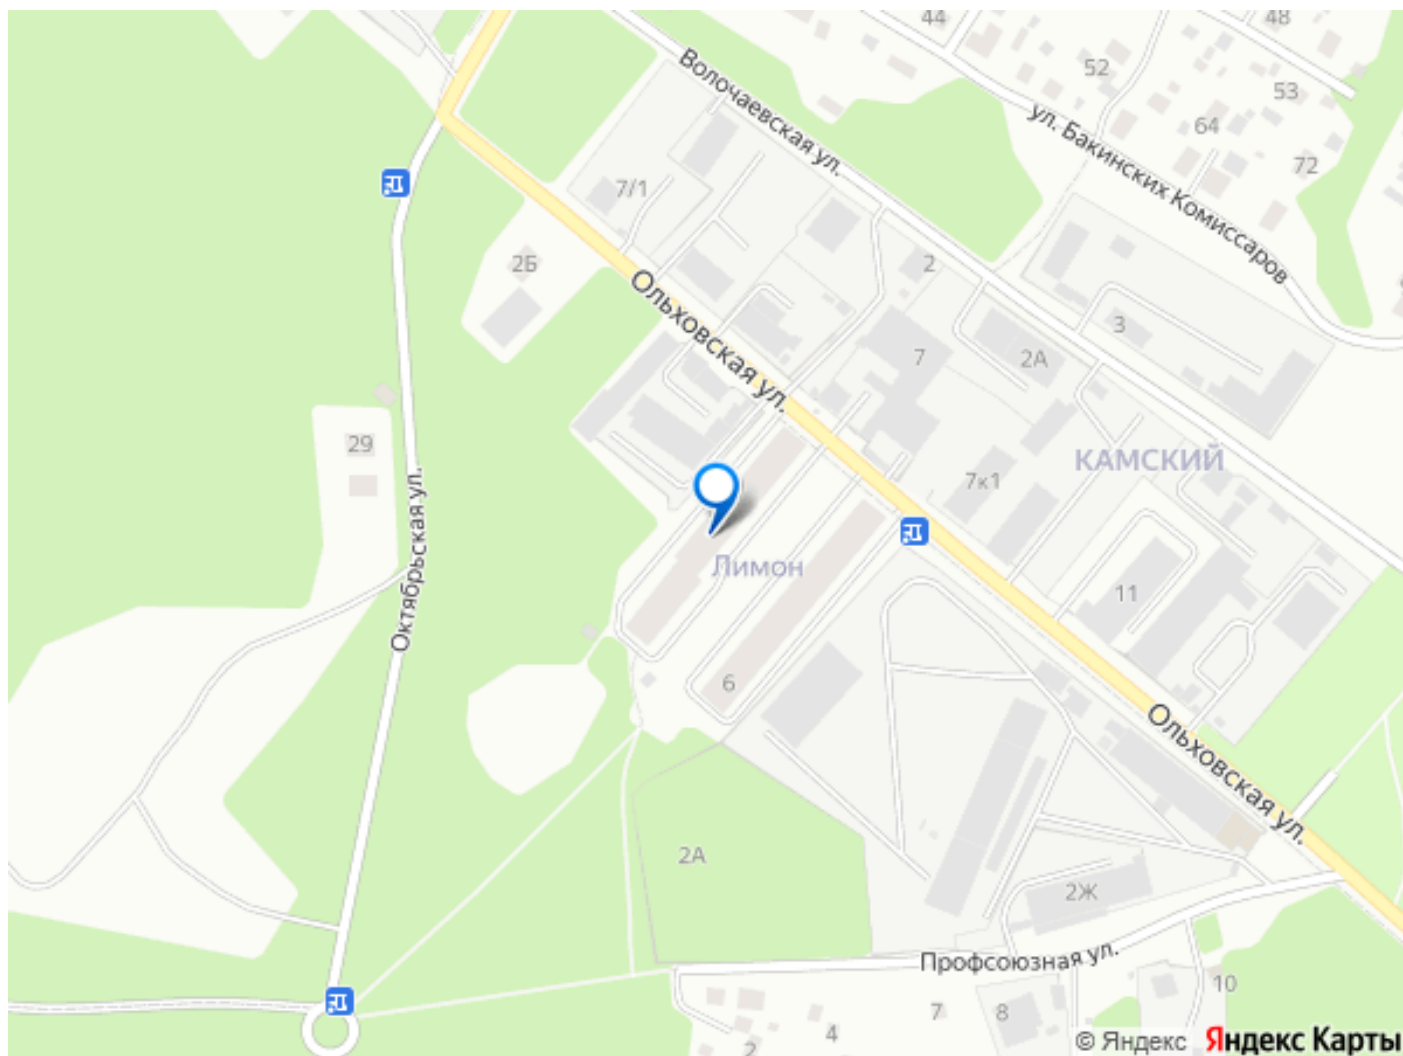 44
48
Волочаевская ул.
52
53
ул. Бакинских Комиссаров
64
72
7/1
2Б
2
Ольховская ул.
3
7
2А
29
КАМСКИЙ
7к1
Октябрьская ул.
Лимон
11
6
Ольховская ул.
2А
2Ж
Профсоюзная ул.
10
7
8
4
2
© Яндекс Яндекс Карты